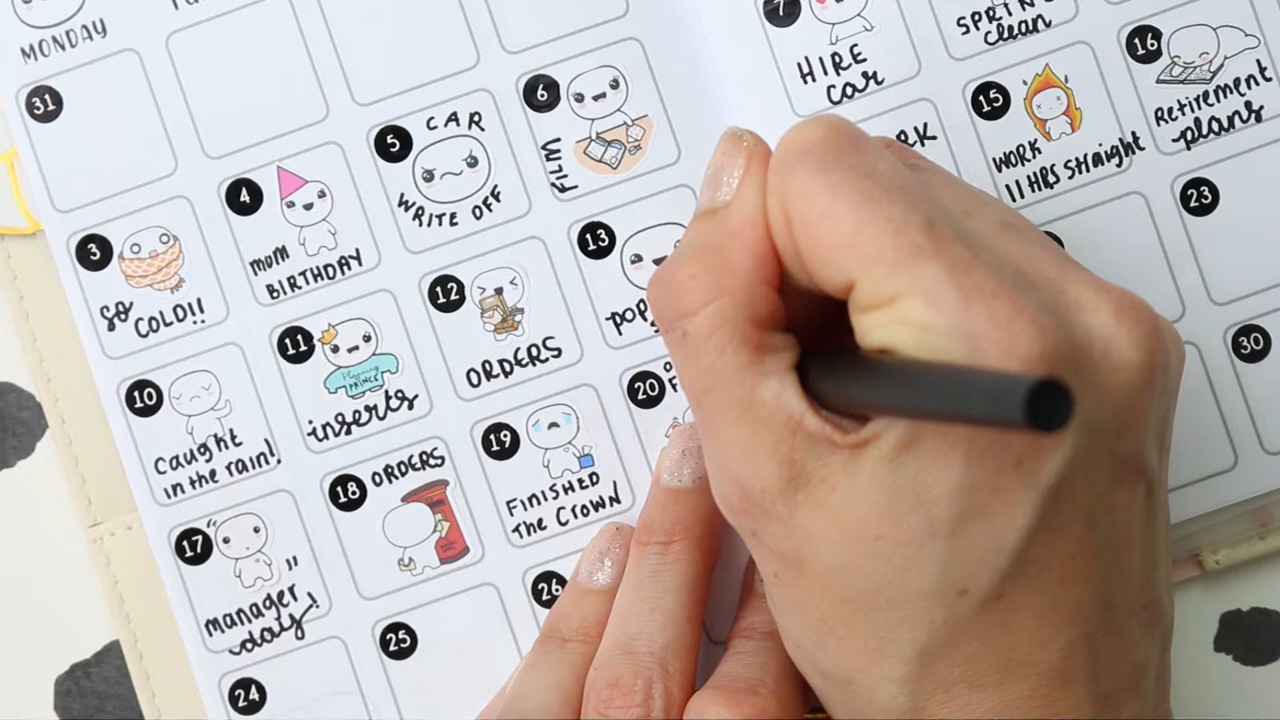 MONDAY
31
3
SO
COLD!!
4
mum
BIRTHDAY
5
CAR
WRITE OFF
6
FILM
7
HIRE
car
clean
10
Caught
in the rain!
11
Planning
PRINCE
inserts
12
ORDERS
13
15
WORK
11 HRS straight
16
Retirement
plans
17
"manager"
day!
18
ORDERS
19
FINISHED
The CROWN
20
23
24
25
26
30